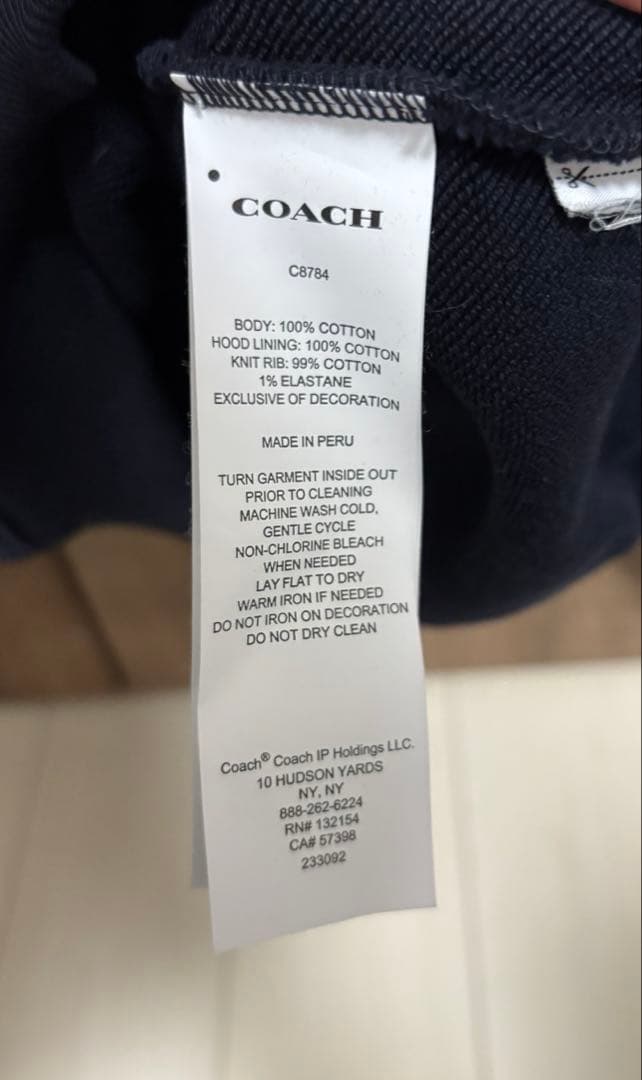 COACH
C8784
BODY: 100% COTTON
HOOD LINING: 100% COTTON
KNIT RIB: 99% COTTON
1% ELASTANE
EXCLUSIVE OF DECORATION
MADE IN PERU
TURN GARMENT INSIDE OUT
PRIOR TO CLEANING
MACHINE WASH COLD,
GENTLE CYCLE
NON-CHLORINE BLEACH
WHEN NEEDED
LAY FLAT TO DRY
WARM IRON IF NEEDED
DO NOT IRON ON DECORATION
DO NOT DRY CLEAN
Coach® Coach IP Holdings LLC.
10 HUDSON YARDS
NY, NY
888-262-6224
RN# 132154
CA# 57398
233092